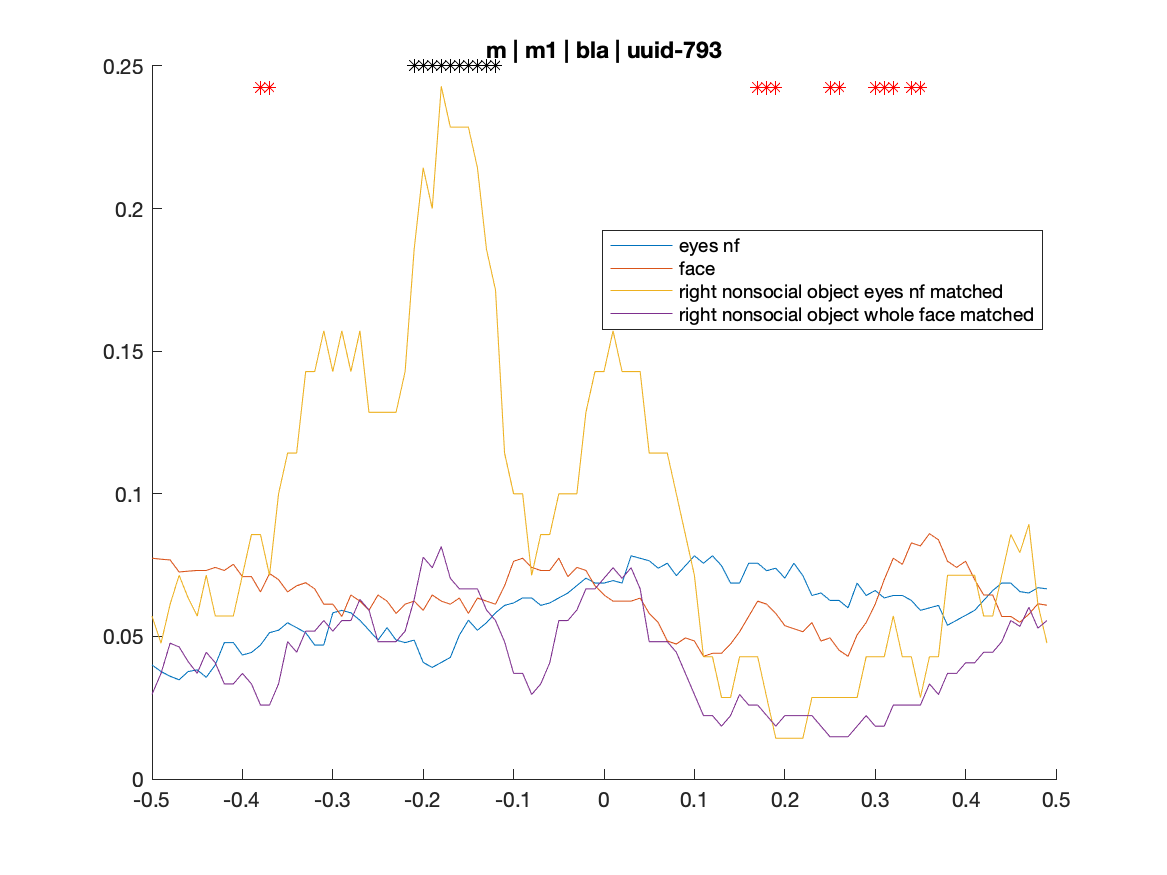 m | m1 | bla | uuid-793
0.25
0.2
0.15
0.1
0.05
0
eyes nf
face
right nonsocial object eyes nf matched
right nonsocial object whole face matched
-0.5 -0.4 -0.3 -0.2 -0.1 0 0.1 0.2 0.3 0.4 0.5